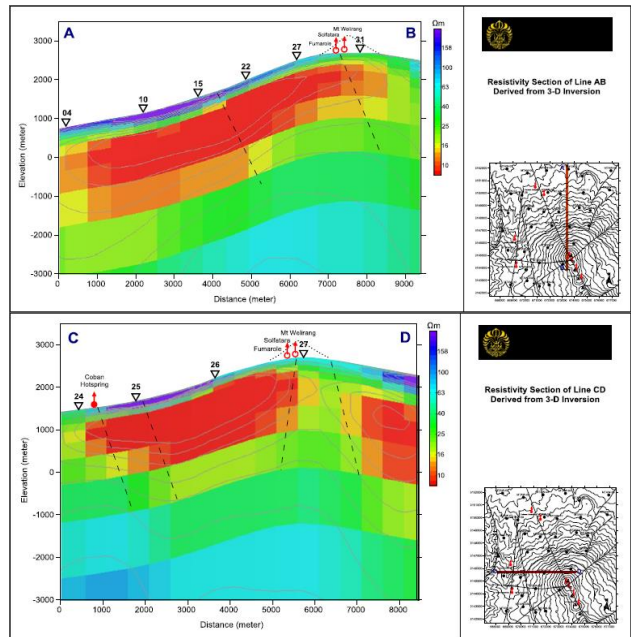 A
B
Mt Welirang
Solfatara
Fumarole
04
10
15
22
27
31
Ωm
158
100
63
40
25
16
10
3000
2000
1000
0
-1000
-2000
-3000
Elevation (meter)
0 1000 2000 3000 4000 5000 6000 7000 8000 9000
Distance (meter)
Resistivity Section of Line AB
Derived from 3-D Inversion
C
D
Mt Welirang
Solfatara
Fumarole
Coban
Hotspring
24
25
26
27
Ωm
158
100
63
40
25
16
10
3000
2000
1000
0
-1000
-2000
-3000
Elevation (meter)
0 1000 2000 3000 4000 5000 6000 7000 8000
Distance (meter)
Resistivity Section of Line CD
Derived from 3-D Inversion